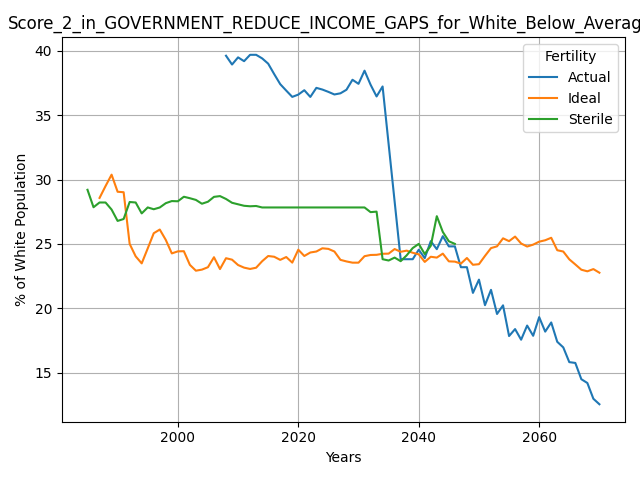 Score_2_in_GOVERNMENT_REDUCE_INCOME_GAPS_for_White_Below_Averag
Fertility
Actual
Ideal
Sterile
% of White Population
40
35
30
25
20
15
2000 2020 2040 2060
Years